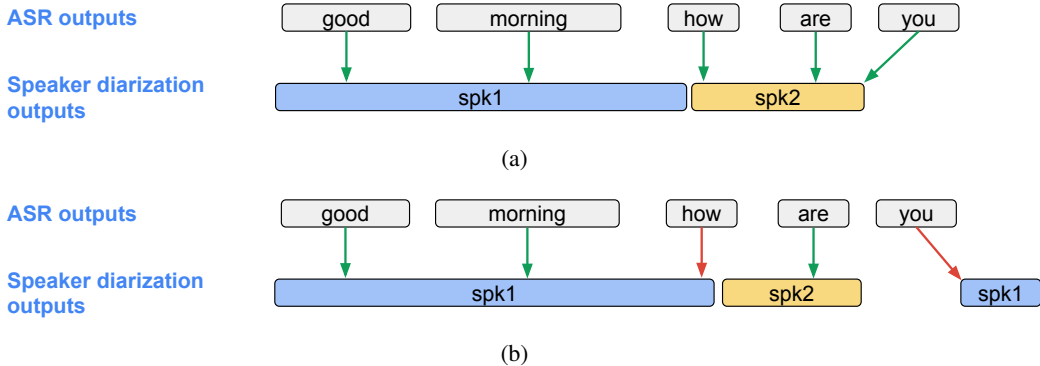 ASR outputs good morning how are you
Speaker diarization
outputs
spk1 spk2
(a)
ASR outputs good morning how are you
Speaker diarization
outputs
spk1 spk2 spk1
(b)